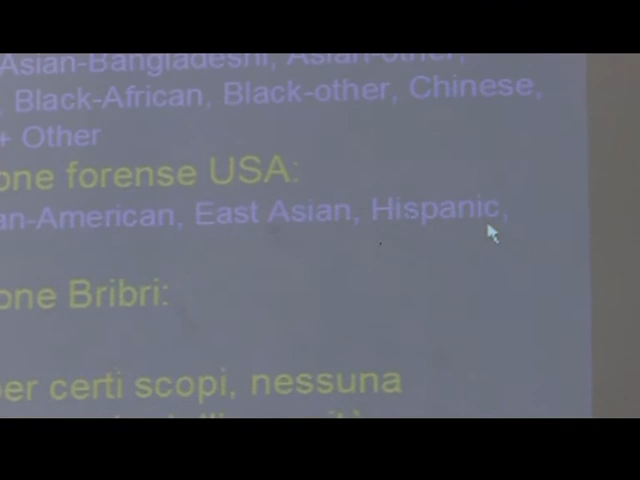 Asian-Bangladeshi, Asian-other,
, Black-African, Black-other, Chinese,
+ Other
one forense USA:
an-American, East Asian, Hispanic,
one Bribri:
per certi scopi, nessuna